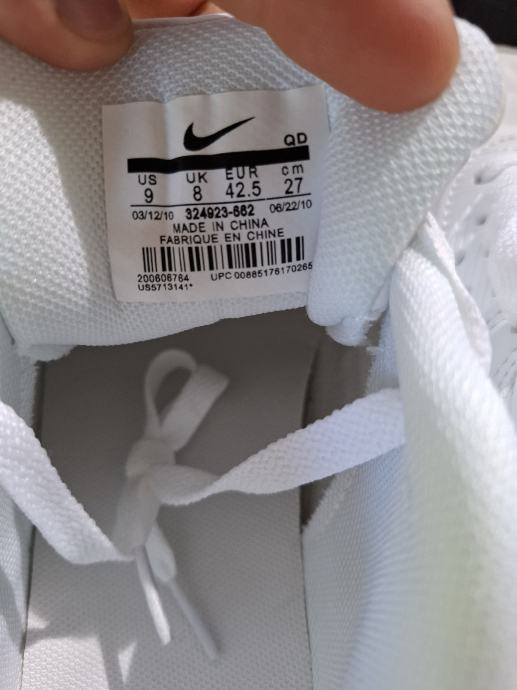 QD
US UK EUR cm
9 8 42.5 27
03/12/10 324923-662 06/22/10
MADE IN CHINA
FABRIQUE EN CHINE
200606764 UPC 00885176170265
US5713141*